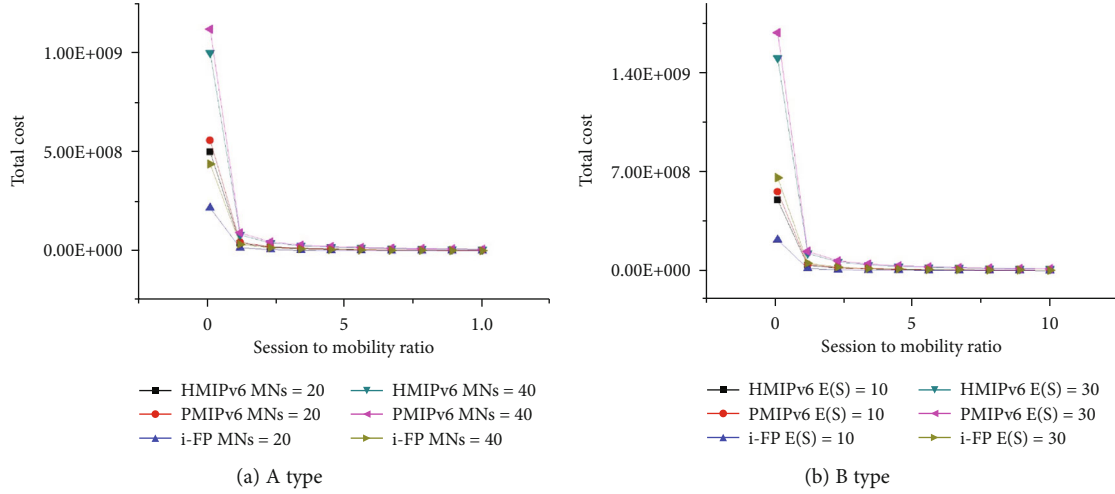 1.00E+009
5.00E+008
0.00E+000
Total cost
0
5
1.0
Session to mobility ratio
HMIPv6 MNs = 20
HMIPv6 MNs = 40
PMIPv6 MNs = 20
PMIPv6 MNs = 40
i-FP MNs = 20
i-FP MNs = 40
(a) A type
1.40E+009
7.00E+008
0.00E+000
Total cost
0
5
10
Session to mobility ratio
HMIPv6 E(S) = 10
HMIPv6 E(S) = 30
PMIPv6 E(S) = 10
PMIPv6 E(S) = 30
i-FP E(S) = 10
i-FP E(S) = 30
(b) B type